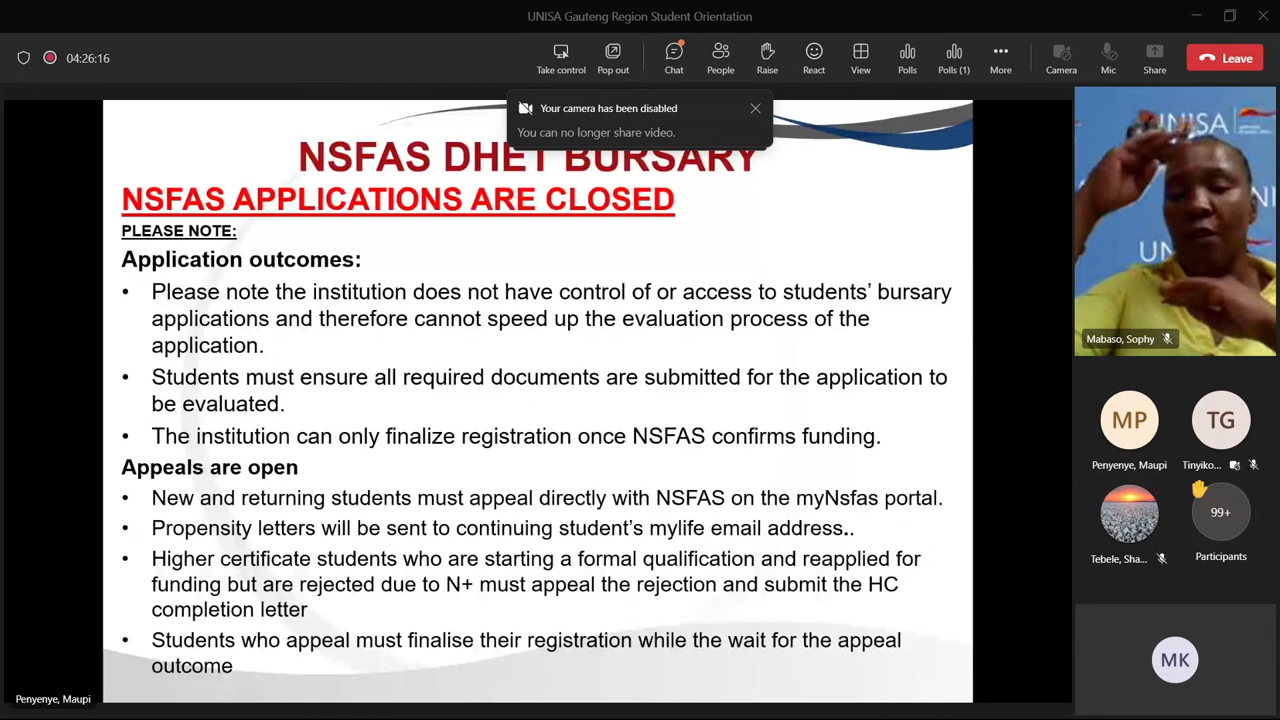 UNISA Gauteng Region Student Orientation
04:26:16
Take control
Pop out
Chat
People
Raise
React
View
Polls
Polls (1)
More
Camera
Mic
Share
Leave
Your camera has been disabled
You can no longer share video.
NSFAS DHET BURSARY
NSFAS APPLICATIONS ARE CLOSED
PLEASE NOTE:
Application outcomes:
• Please note the institution does not have control of or access to students’ bursary
applications and therefore cannot speed up the evaluation process of the
application.
• Students must ensure all required documents are submitted for the application to
be evaluated.
• The institution can only finalize registration once NSFAS confirms funding.
Appeals are open
• New and returning students must appeal directly with NSFAS on the myNsfas portal.
• Propensity letters will be sent to continuing student’s mylife email address..
• Higher certificate students who are starting a formal qualification and reapplied for
funding but are rejected due to N+ must appeal the rejection and submit the HC
completion letter
• Students who appeal must finalise their registration while the wait for the appeal
outcome
Penyenye, Maupi
UNISA
UNI
Mabaso, Sophy
MP
Penyenye, Maupi
TG
Tinyiko...
Tebele, Sha...
99+
Participants
MK